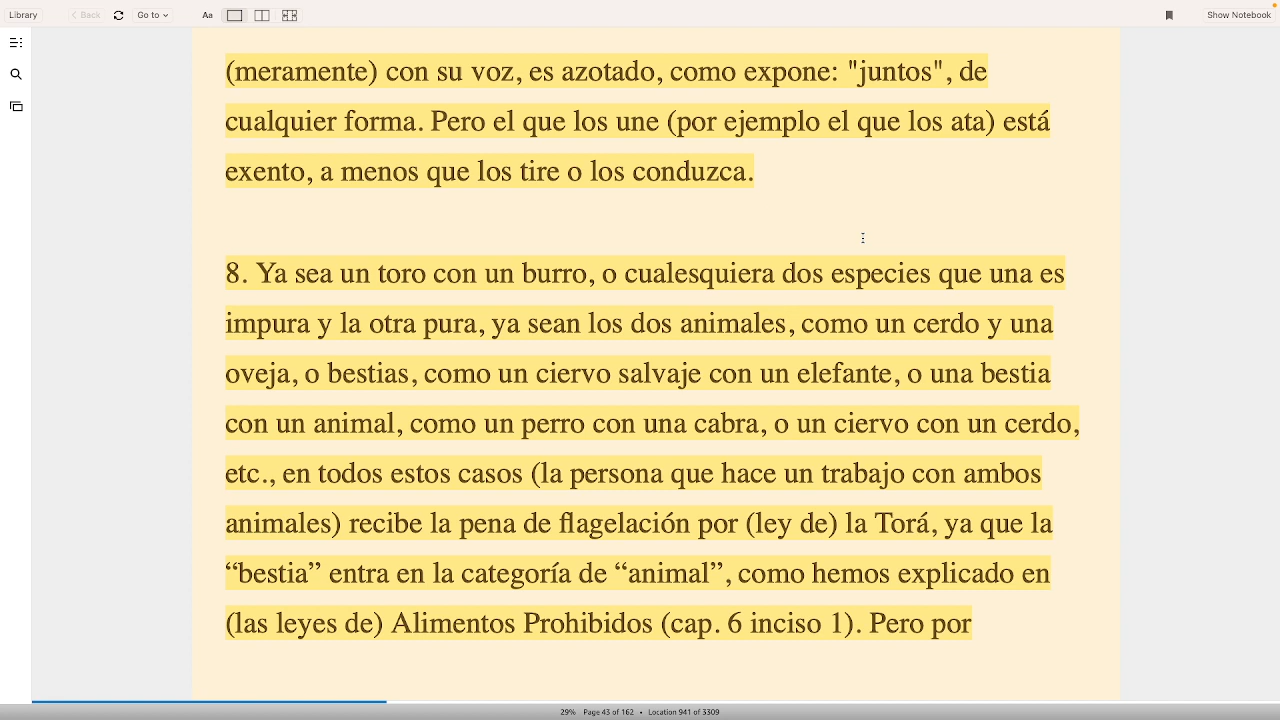 Library
Back
Go to
Aa
Show Notebook
(meramente) con su voz, es azotado, como expone: "juntos", de
cualquier forma. Pero el que los une (por ejemplo el que los ata) está
exento, a menos que los tire o los conduzca.
8. Ya sea un toro con un burro, o cualesquiera dos especies que una es
impura y la otra pura, ya sean los dos animales, como un cerdo y una
oveja, o bestias, como un ciervo salvaje con un elefante, o una bestia
con un animal, como un perro con una cabra, o un ciervo con un cerdo,
etc., en todos estos casos (la persona que hace un trabajo con ambos
animales) recibe la pena de flagelación por (ley de) la Torá, ya que la
“bestia” entra en la categoría de “animal”, como hemos explicado en
(las leyes de) Alimentos Prohibidos (cap. 6 inciso 1). Pero por
29% Page 43 of 162 • Location 941 of 3309